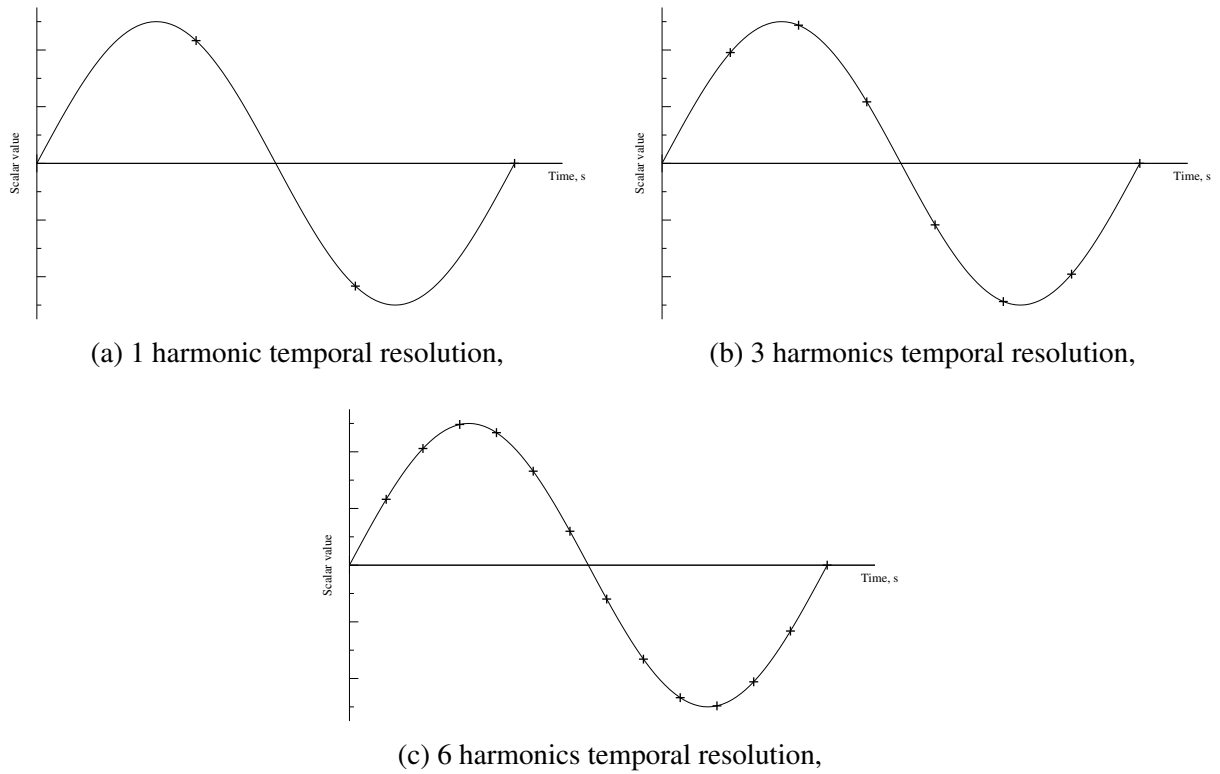 Scalar value
Time, s
(a) 1 harmonic temporal resolution,
Scalar value
Time, s
(b) 3 harmonics temporal resolution,
Scalar value
Time, s
(c) 6 harmonics temporal resolution,